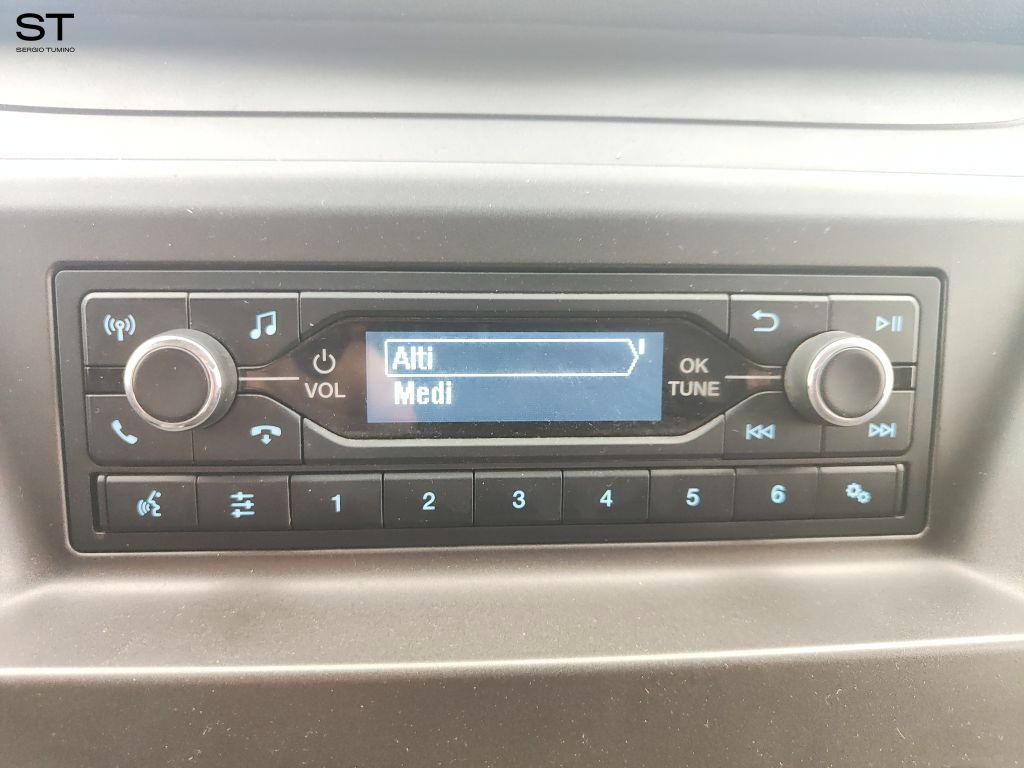 ST
SERGIO TUMINO
VOL
Alti
Medi
OK
TUNE
1 2 3 4 5 6